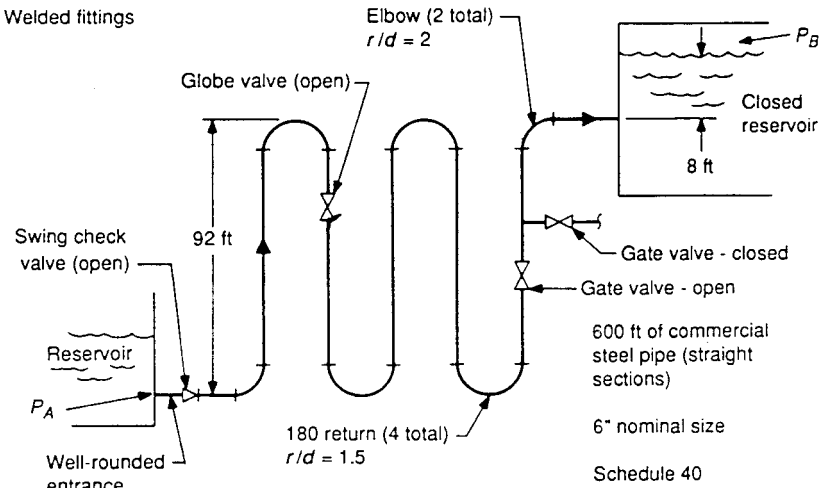 Welded fittings
Elbow (2 total)
r/d = 2
P_B
Globe valve (open)
Closed
reservoir
8 ft
92 ft
Swing check
valve (open)
Gate valve - closed
Gate valve - open
Reservoir
600 ft of commercial
steel pipe (straight
sections)
P_A
180 return (4 total)
r/d = 1.5
6" nominal size
Well-rounded
entrance
Schedule 40